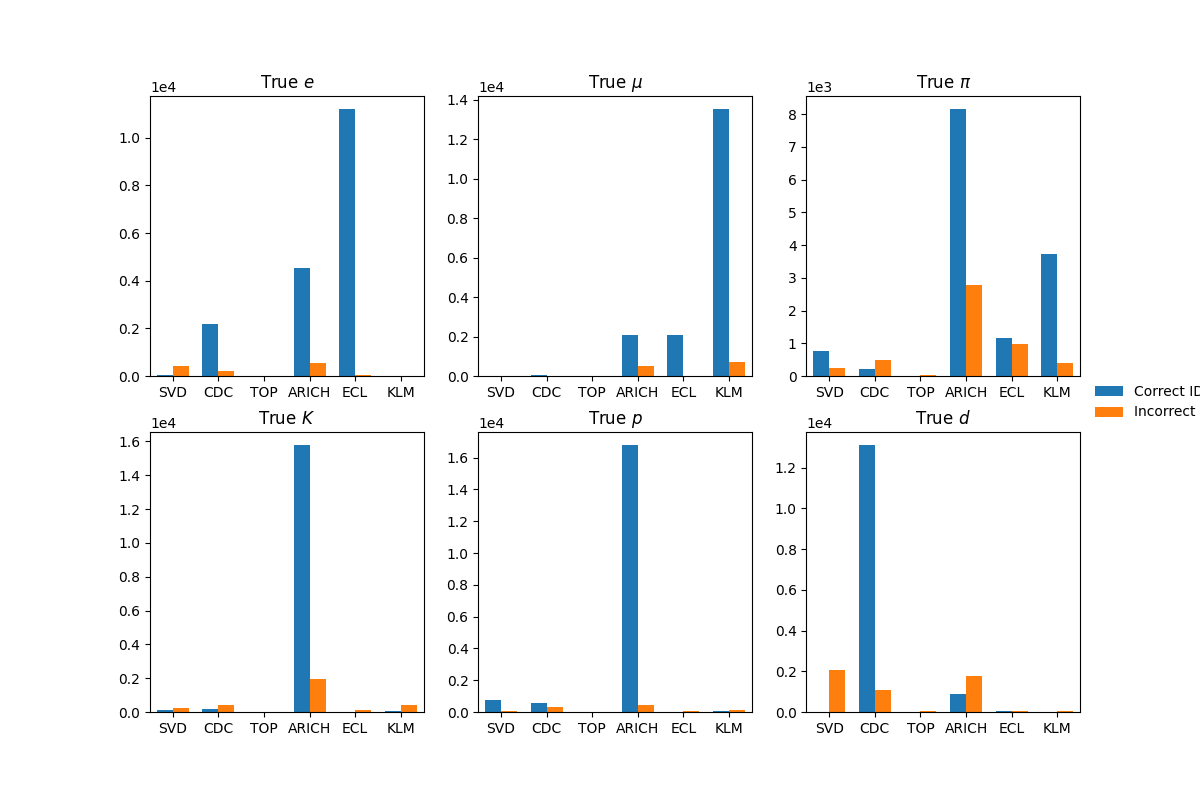 True e
1e4
0.0
0.2
0.4
0.6
0.8
1.0
SVD CDC TOP ARICH ECL KLM
True μ
1e4
0.0
0.2
0.4
0.6
0.8
1.0
1.2
1.4
SVD CDC TOP ARICH ECL KLM
True π
1e3
0
1
2
3
4
5
6
7
8
SVD CDC TOP ARICH ECL KLM
Correct ID
Incorrect
True K
1e4
0.0
0.2
0.4
0.6
0.8
1.0
1.2
1.4
1.6
SVD CDC TOP ARICH ECL KLM
True p
1e4
0.0
0.2
0.4
0.6
0.8
1.0
1.2
1.4
1.6
SVD CDC TOP ARICH ECL KLM
True d
1e4
0.0
0.2
0.4
0.6
0.8
1.0
1.2
SVD CDC TOP ARICH ECL KLM